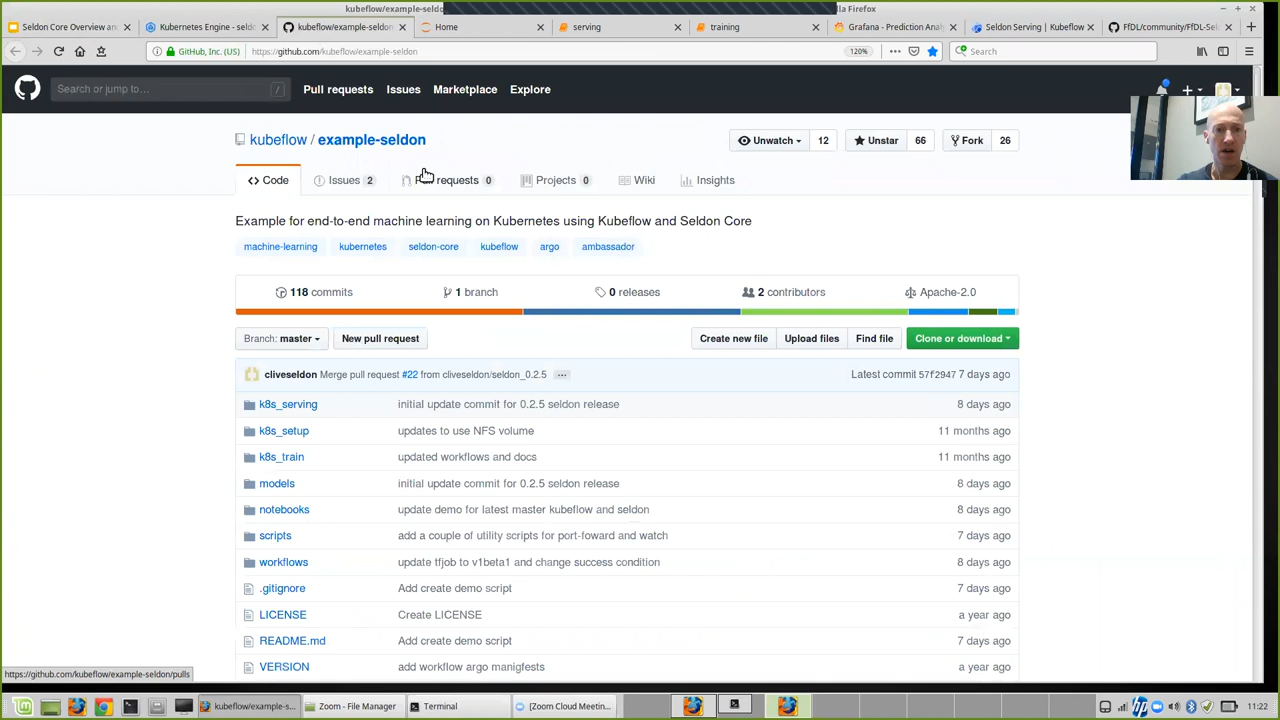 kubeflow/example-seldon
la Firefox
Seldon Core Overview an
Kubernetes Engine - seldo
kubeflow/example-seldon
Home
serving
training
Grafana - Prediction Analy
Seldon Serving | Kubeflow
FfDL/community/FfDL-Sel
GitHub, Inc. (US)
https://github.com/kubeflow/example-seldon
120%
Search
Search or jump to...
/
Pull requests
Issues
Marketplace
Explore
kubeflow / example-seldon
Unwatch
12
Unstar
66
Fork
26
Code
Issues 2
requests 0
Projects 0
Wiki
Insights
Example for end-to-end machine learning on Kubernetes using Kubeflow and Seldon Core
machine-learning
kubernetes
seldon-core
kubeflow
argo
ambassador
118 commits
1 branch
0 releases
2 contributors
Apache-2.0
Branch: master
New pull request
Create new file
Upload files
Find file
Clone or download
cliveseldon Merge pull request #22 from cliveseldon/seldon_0.2.5 ...
Latest commit 57f2947 7 days ago
k8s_serving initial update commit for 0.2.5 seldon release 8 days ago
k8s_setup updates to use NFS volume 11 months ago
k8s_train updated workflows and docs 11 months ago
models initial update commit for 0.2.5 seldon release 8 days ago
notebooks update demo for latest master kubeflow and seldon 8 days ago
scripts add a couple of utility scripts for port-foward and watch 7 days ago
workflows update tfjob to v1beta1 and change success condition 8 days ago
.gitignore Add create demo script 7 days ago
LICENSE Create LICENSE a year ago
README.md Add create demo script 7 days ago
VERSION add workflow argo manigfests a year ago
https://github.com/kubeflow/example-seldon/pulls
kubeflow/example-s...
Zoom - File Manager
Terminal
[Zoom Cloud Meetin...
11:22